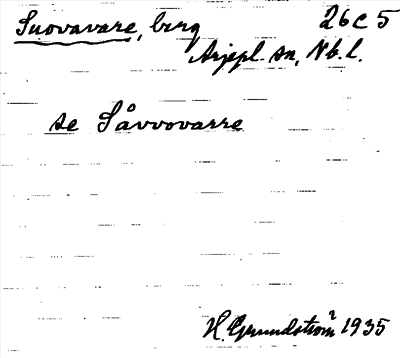 Suovavare, berg 26 C 5
Arjepl. sn, Nb. l.
se Såvvovarre
H. Grundström 1935